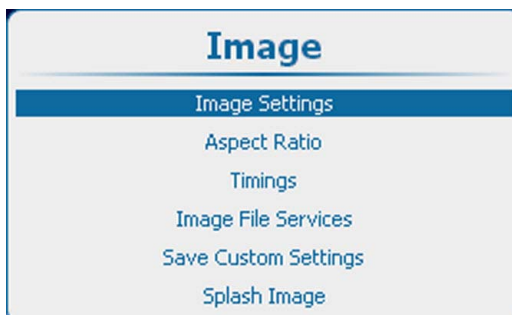 Image
Image Settings
Aspect Ratio
Timings
Image File Services
Save Custom Settings
Splash Image